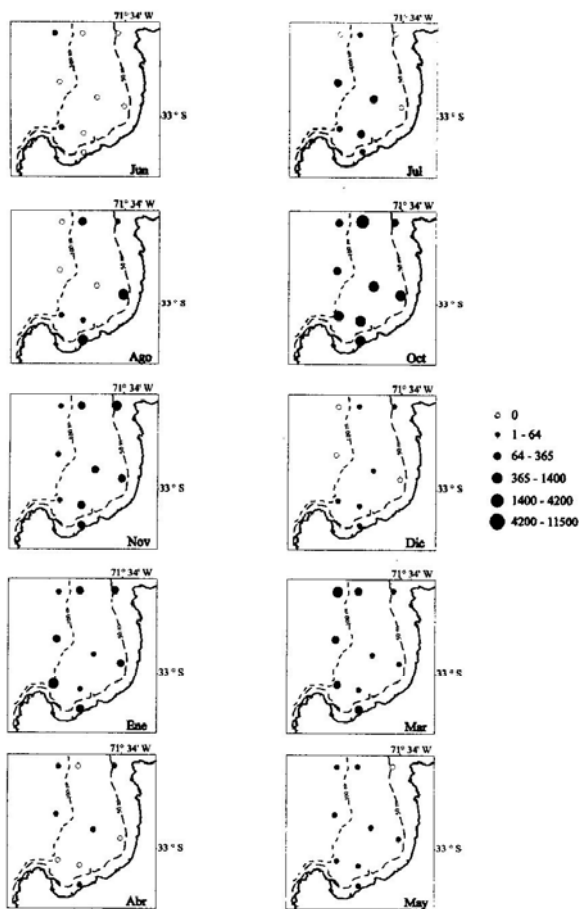 71° 34' W
71° 34' W
33° S
33° S
Jun
Jul
71° 34' W
71° 34' W
33° S
33° S
Ago
Oct
71° 34' W
71° 34' W
33° S
33° S
Nov
Dic
0
1 - 64
64 - 365
365 - 1400
1400 - 4200
4200 - 11500
71° 34' W
71° 34' W
33° S
Ene
Mar
71° 34' W
71° 34' W
33° S
33° S
Abr
May